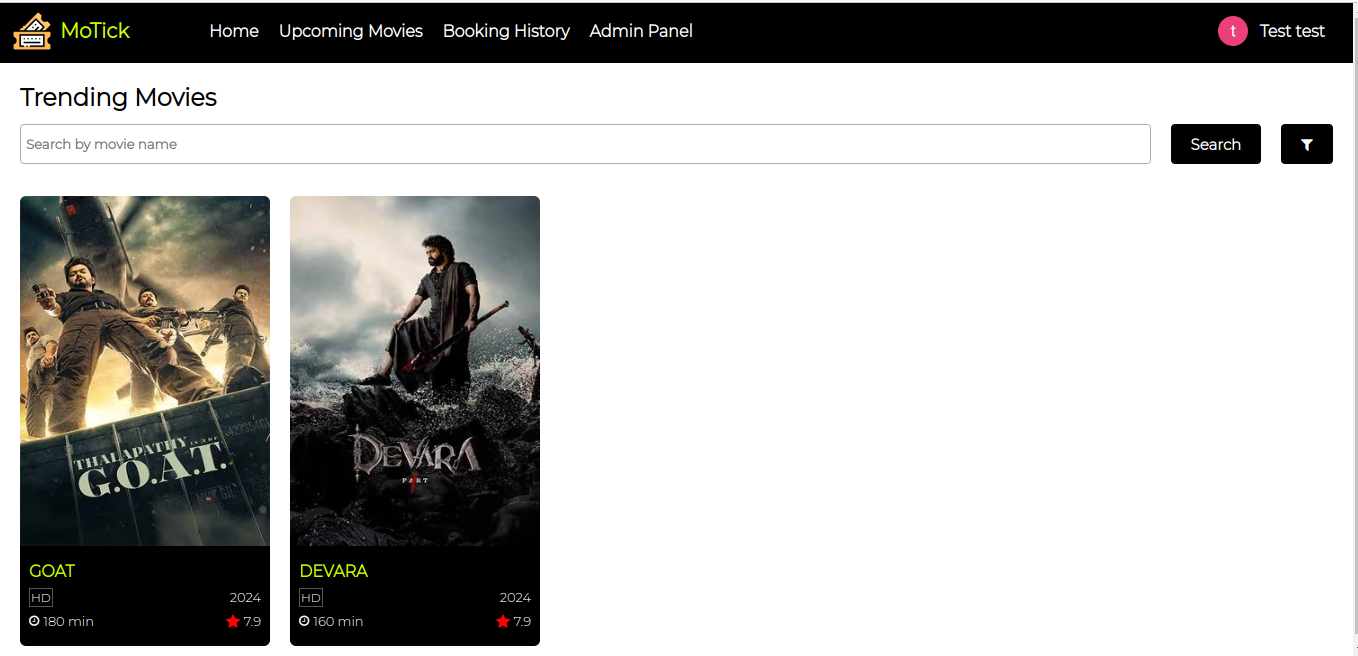 MoTick
Home Upcoming Movies Booking History Admin Panel
t Test test
Trending Movies
Search by movie name
Search
THALAPATHY IS THE
G.O.A.T.
DEVARA
PART 1
GOAT
HD 2024
180 min 7.9
DEVARA
HD 2024
160 min 7.9